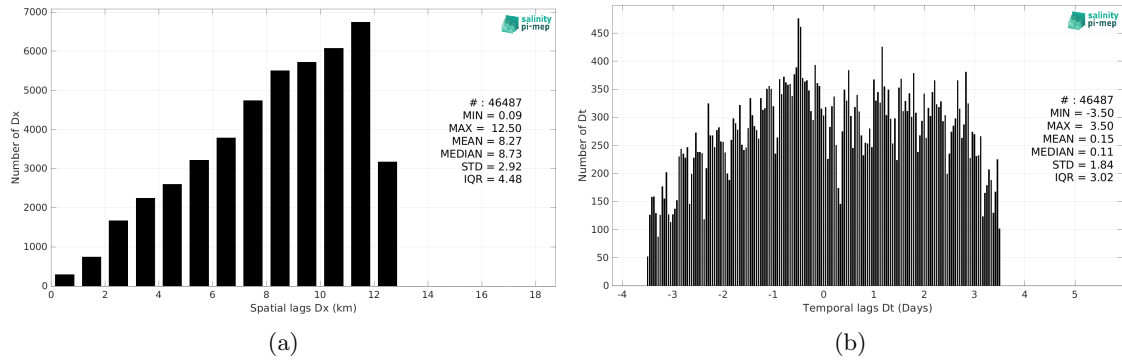 7000
6000
5000
4000
3000
2000
1000
0
Number of Dx
0 2 4 6 8 10 12 14 16 18
Spatial lags Dx (km)
salinity
pi-mep
# : 46487
MIN = 0.09
MAX = 12.50
MEAN = 8.27
MEDIAN = 8.73
STD = 2.92
IQR = 4.48
(a)
450
400
350
300
250
200
150
100
50
0
Number of Dt
-4 -3 -2 -1 0 1 2 3 4 5
Temporal lags Dt (Days)
salinity
pi-mep
# : 46487
MIN = -3.50
MAX = 3.50
MEAN = 0.15
MEDIAN = 0.11
STD = 1.84
IQR = 3.02
(b)